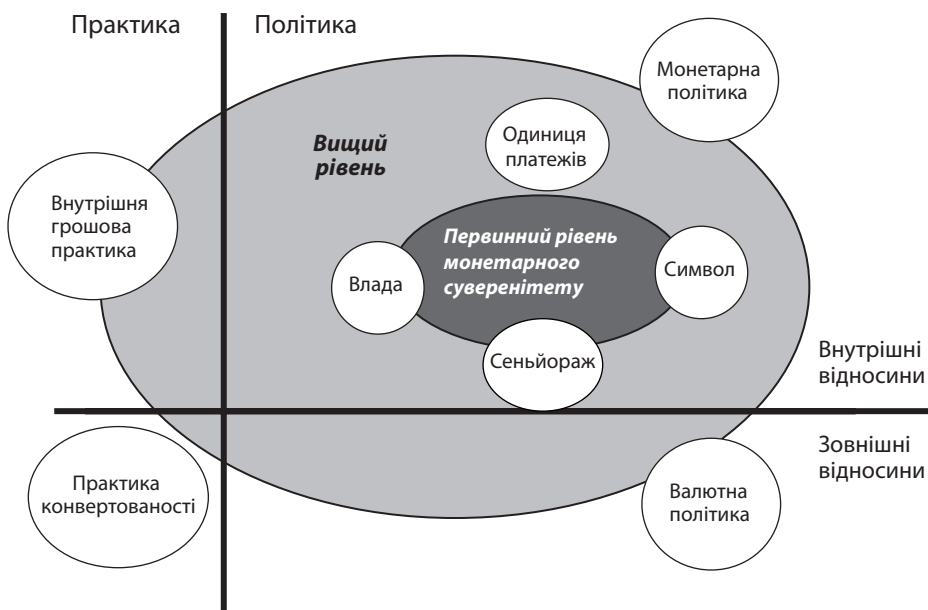 Практика
Політика
Монетарна
політика
Одиниця
платежів
Вищий
рівень
Внутрішня
грошова
практика
Первинний рівень
монетарного
суверенітету
Влада
Символ
Сеньйораж
Внутрішні
відносини
Зовнішні
відносини
Практика
конвертованості
Валютна
політика